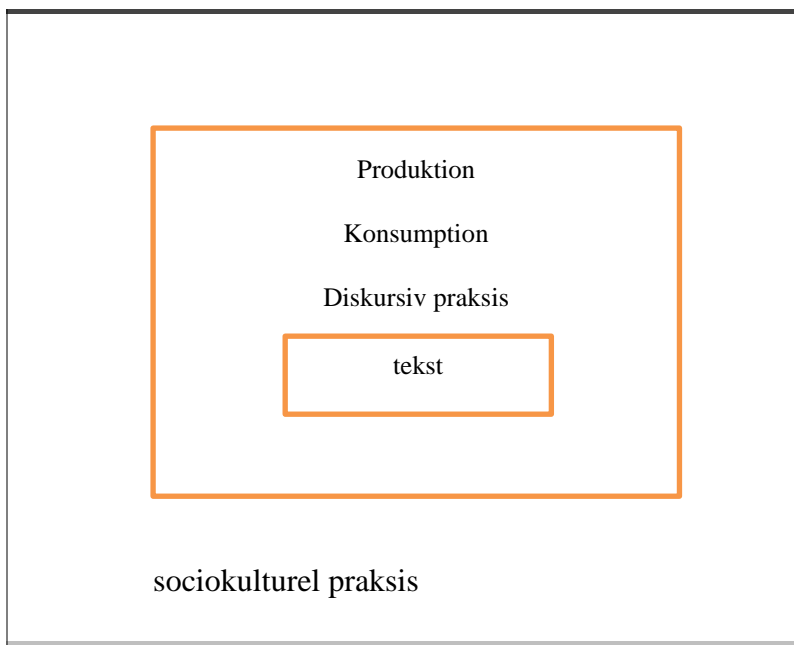 Produktion
Konsumption
Diskursiv praksis
tekst
sociokulturel praksis